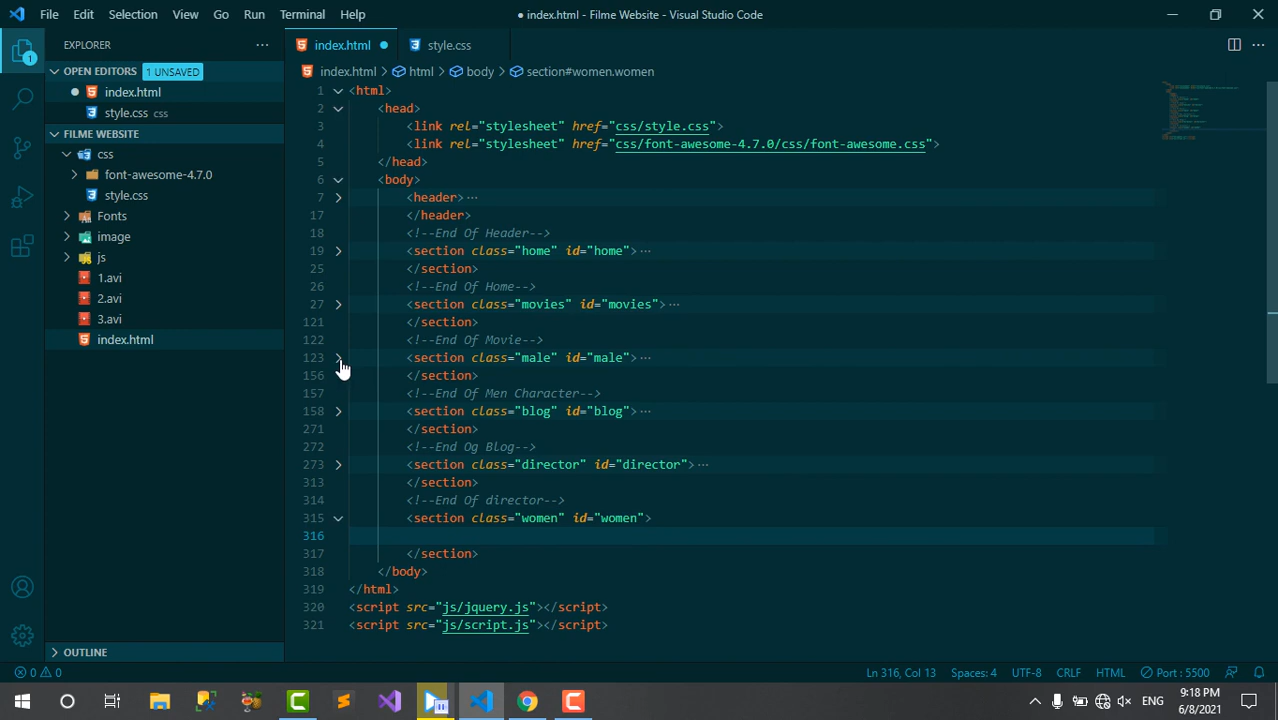 File Edit Selection View Go Run Terminal Help
● index.html - Filme Website - Visual Studio Code
EXPLORER
index.html
style.css
OPEN EDITORS 1 UNSAVED
index.html
style.css css
FILME WEBSITE
css
font-awesome-4.7.0
style.css
Fonts
image
js
1.avi
2.avi
3.avi
index.html
OUTLINE
1
index.html > html > body > section#women.women
1 <html>
2 <head>
3 <link rel="stylesheet" href="css/style.css">
4 <link rel="stylesheet" href="css/font-awesome-4.7.0/css/font-awesome.css">
5 </head>
6 <body>
7 <header>···
17 </header>
18 <!--End Of Header-->
19 <section class="home" id="home">···
25 </section>
26 <!--End Of Home-->
27 <section class="movies" id="movies">···
121 </section>
122 <!--End Of Movie-->
123 <section class="male" id="male">···
156 </section>
157 <!--End Of Men Character-->
158 <section class="blog" id="blog">···
271 </section>
272 <!--End Og Blog-->
273 <section class="director" id="director">···
313 </section>
314 <!--End Of director-->
315 <section class="women" id="women">
316
317 </section>
318 </body>
319 </html>
320 <script src="js/jquery.js"></script>
321 <script src="js/script.js"></script>
0 0
Ln 316, Col 13 Spaces: 4 UTF-8 CRLF HTML Port : 5500
ENG
9:18 PM
6/8/2021